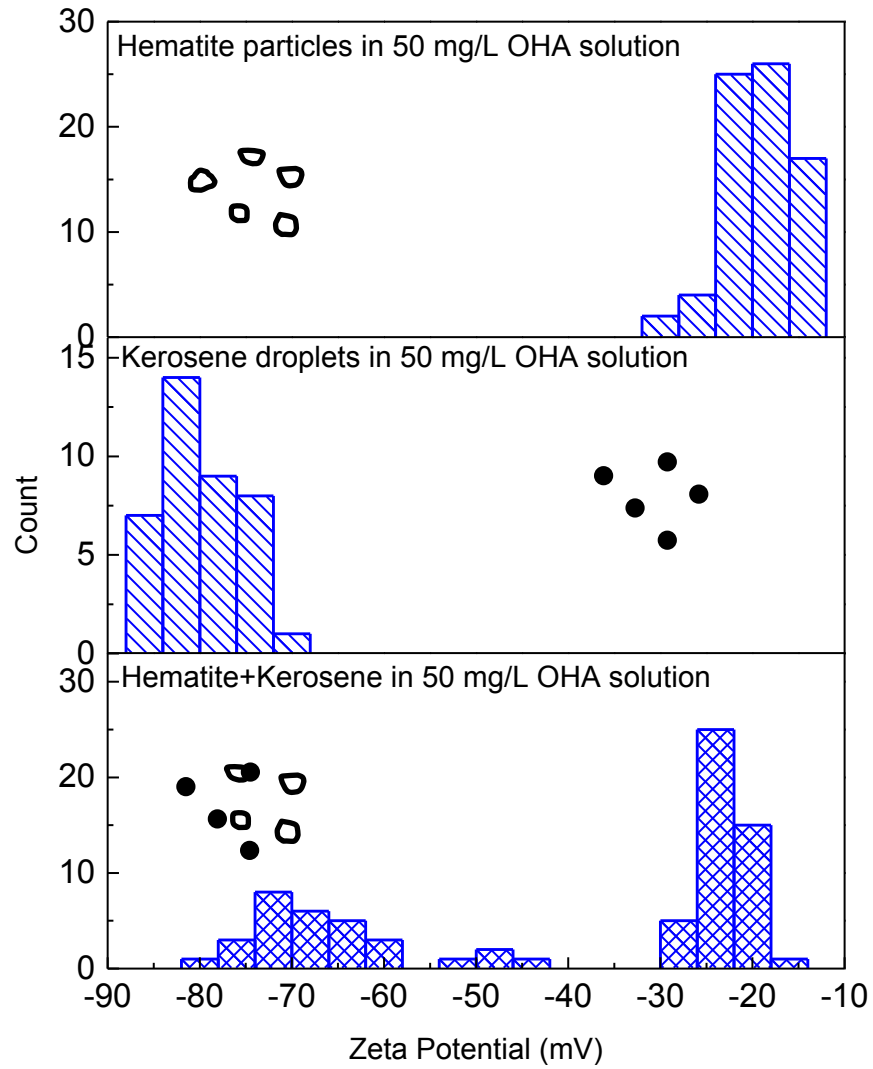 30
Hematite particles in 50 mg/L OHA solution
20
10
0
15
Kerosene droplets in 50 mg/L OHA solution
10
Count
5
0
30
Hematite+Kerosene in 50 mg/L OHA solution
20
10
0
-90 -80 -70 -60 -50 -40 -30 -20 -10
Zeta Potential (mV)